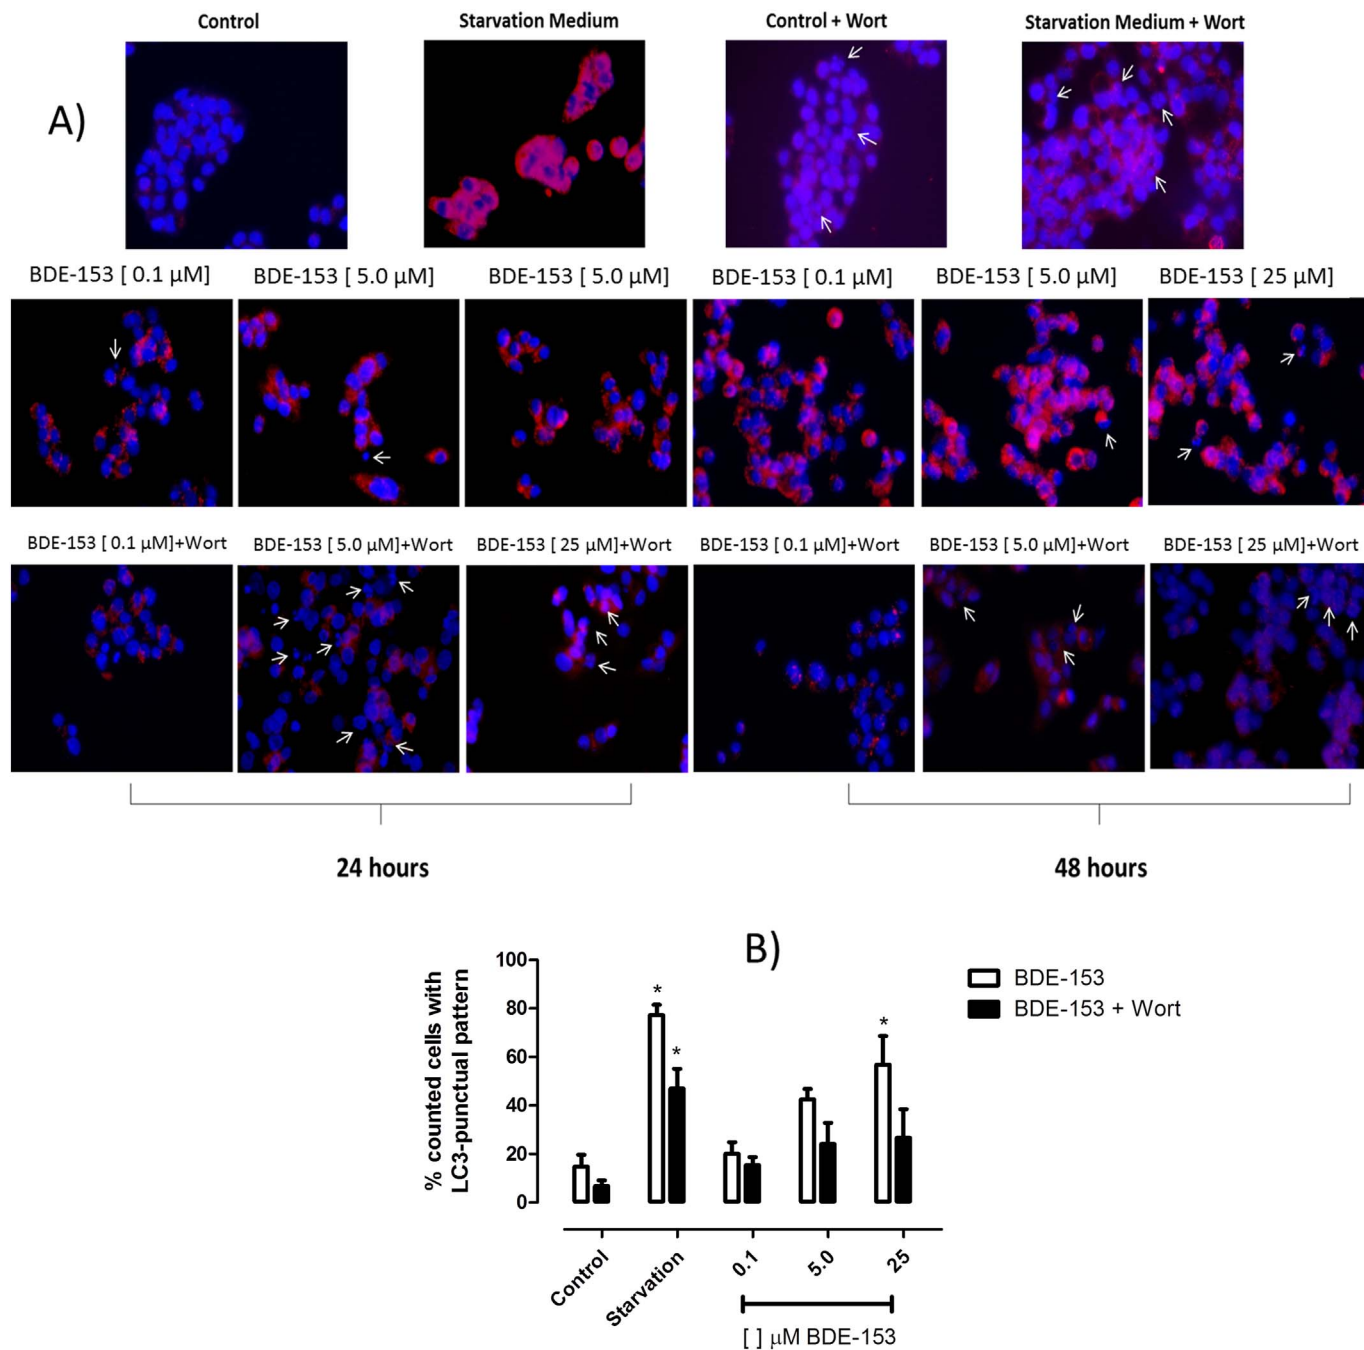 Control Starvation Medium Control + Wort Starvation Medium + Wort
A)
BDE-153 [ 0.1 µM] BDE-153 [ 5.0 µM] BDE-153 [ 5.0 µM] BDE-153 [ 0.1 µM] BDE-153 [ 5.0 µM] BDE-153 [ 25 µM]
BDE-153 [ 0.1 µM]+Wort BDE-153 [ 5.0 µM]+Wort BDE-153 [ 25 µM]+Wort BDE-153 [ 0.1 µM]+Wort BDE-153 [ 5.0 µM]+Wort BDE-153 [ 25 µM]+Wort
24 hours 48 hours
B)
% counted cells with
LC3-punctual pattern
100
80
60
40
20
0
* * *
BDE-153
BDE-153 + Wort
Control Starvation 0.1 5.0 25
[ ] µM BDE-153